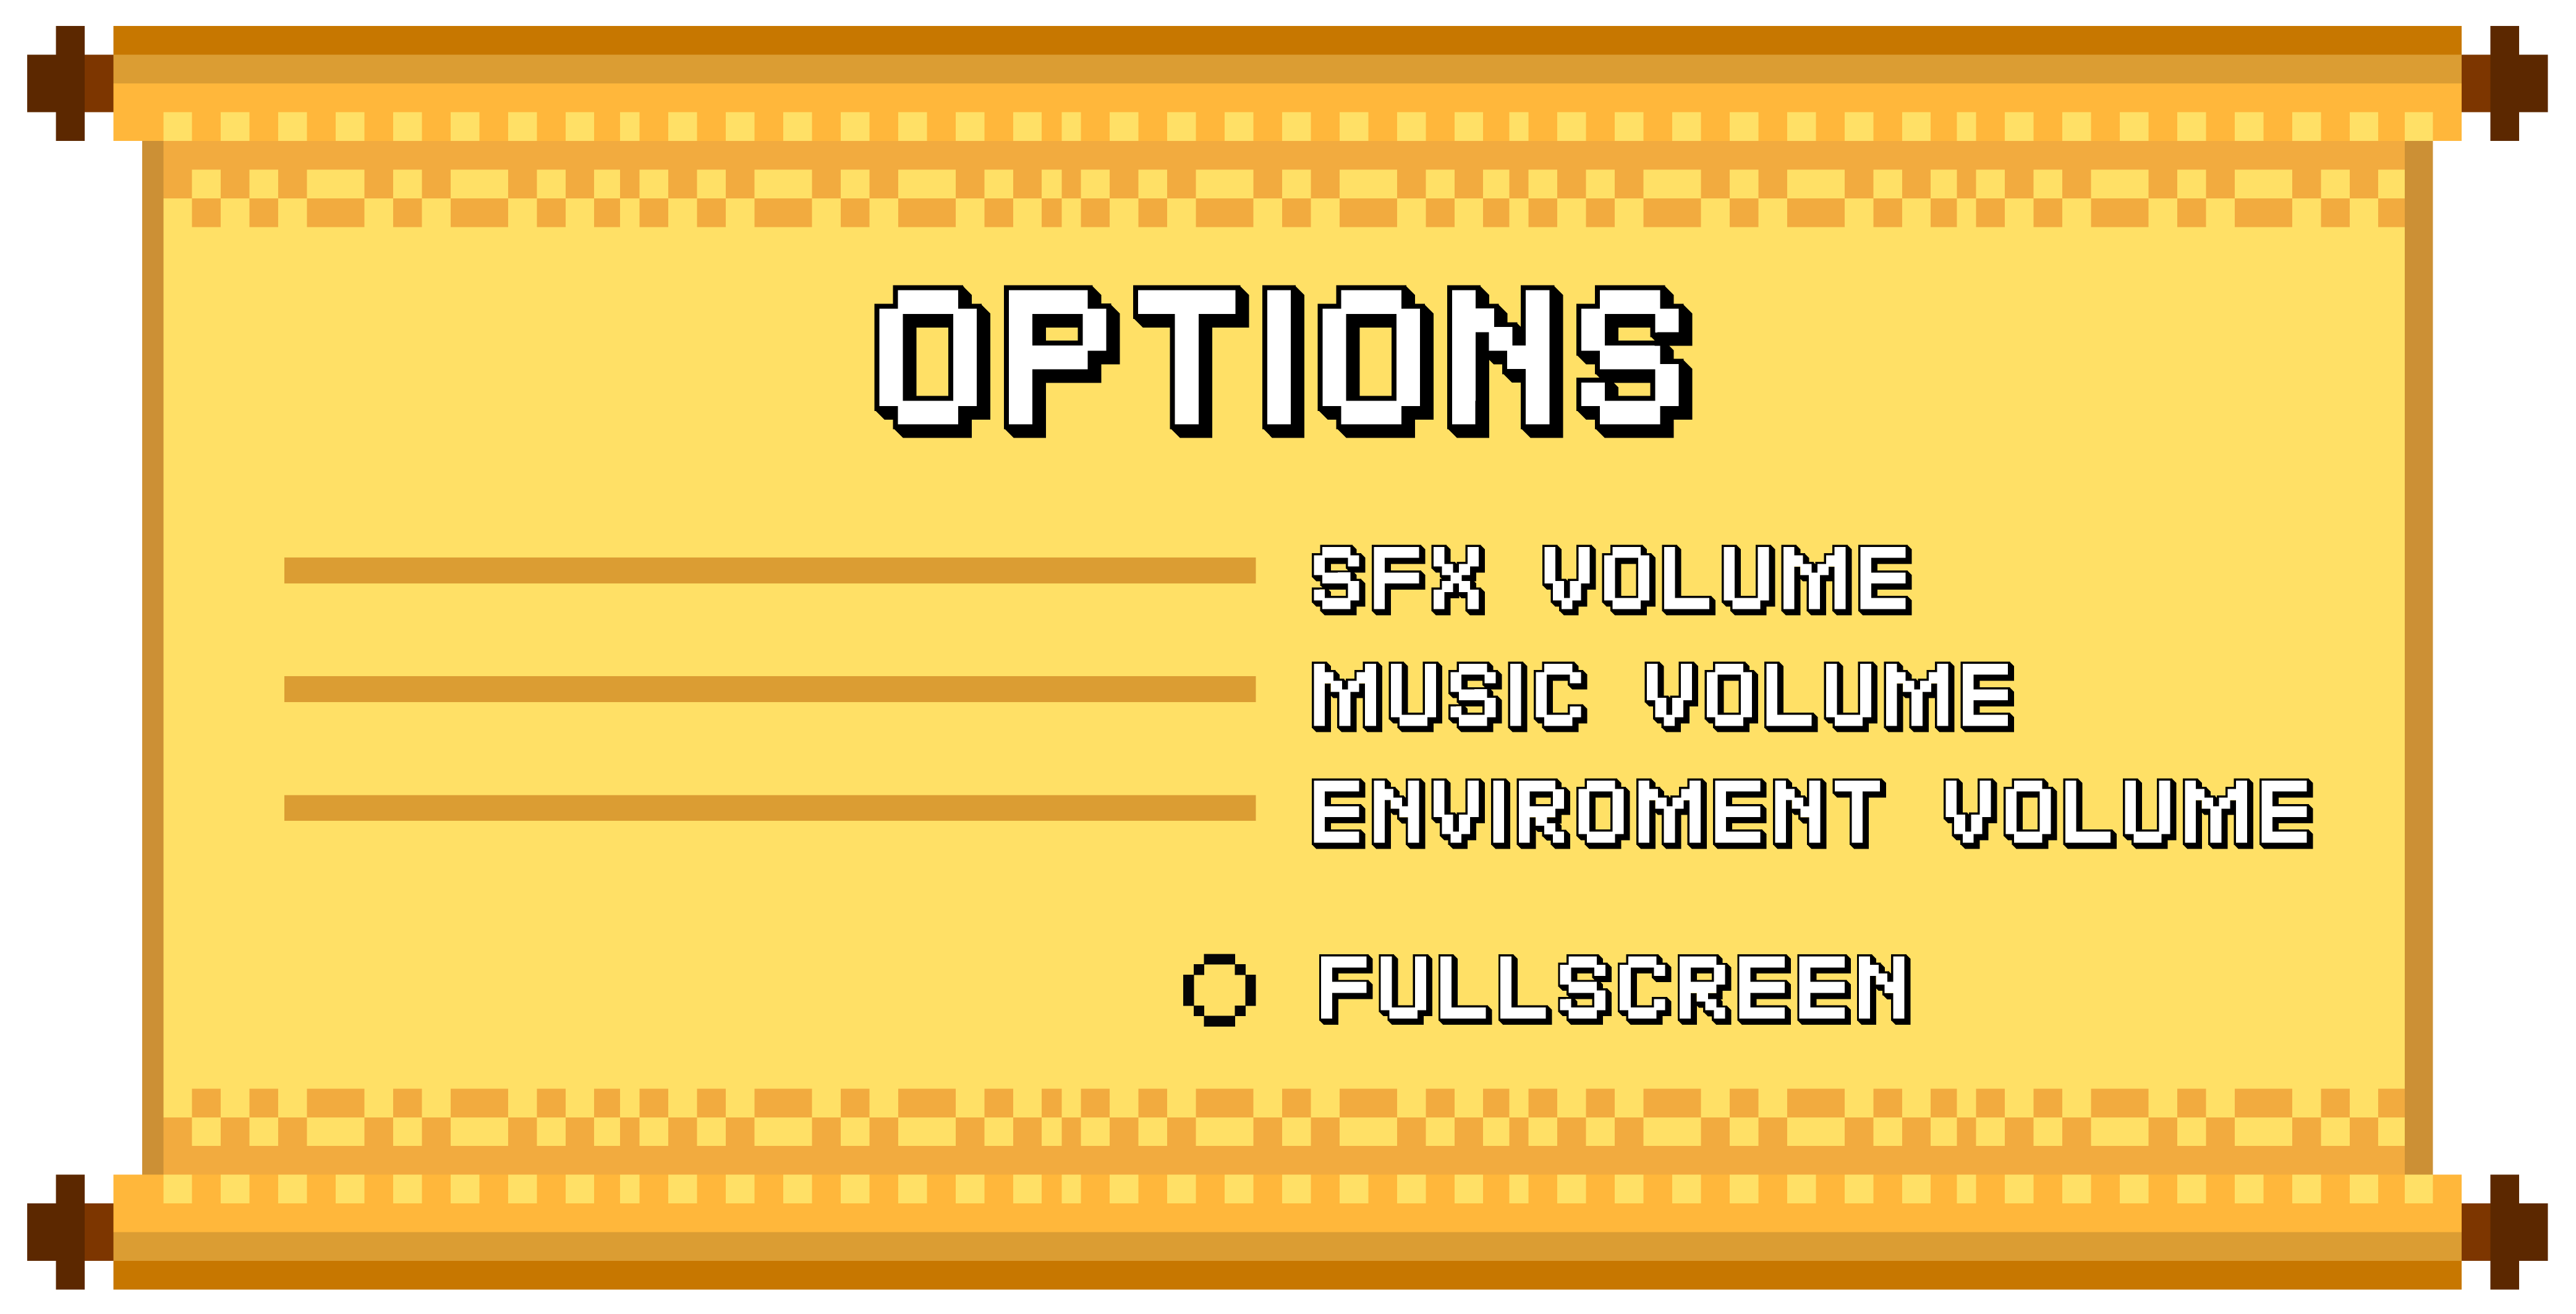 OPTIONS
SFX VOLUME
MUSIC VOLUME
ENVIROMENT VOLUME
FULLSCREEN